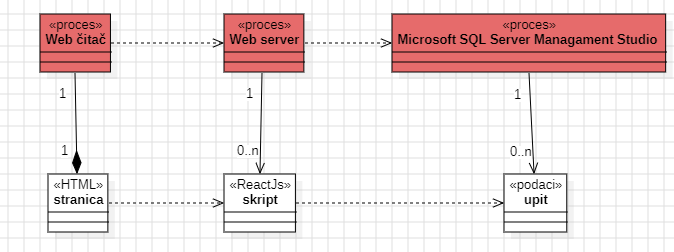 «proces»
Web čitač
«proces»
Web server
«proces»
Microsoft SQL Server Managament Studio
1
1
1
1
0..n
0..n
«HTML»
stranica
«ReactJs»
skript
«podaci»
upit